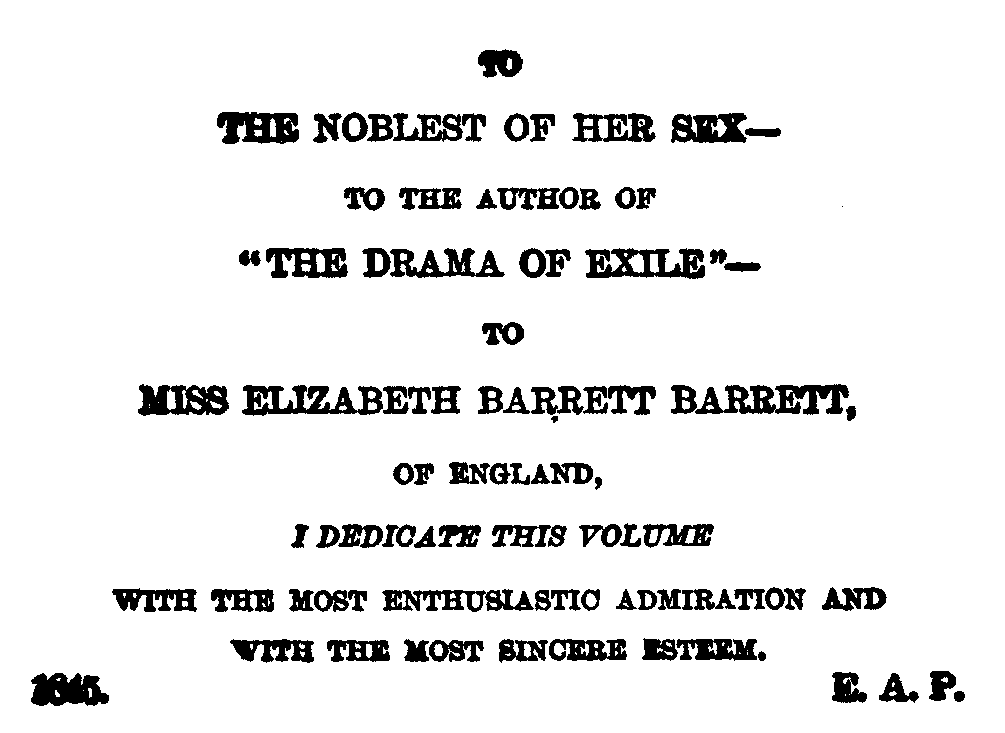 TO
THE NOBLEST OF HER SEX—
TO THE AUTHOR OF
"THE DRAMA OF EXILE"—
TO
MISS ELIZABETH BARRETT BARRETT,
OF ENGLAND,
I DEDICATE THIS VOLUME
WITH THE MOST ENTHUSIASTIC ADMIRATION AND
WITH THE MOST SINCERE ESTEEM.
1845. E. A. P.